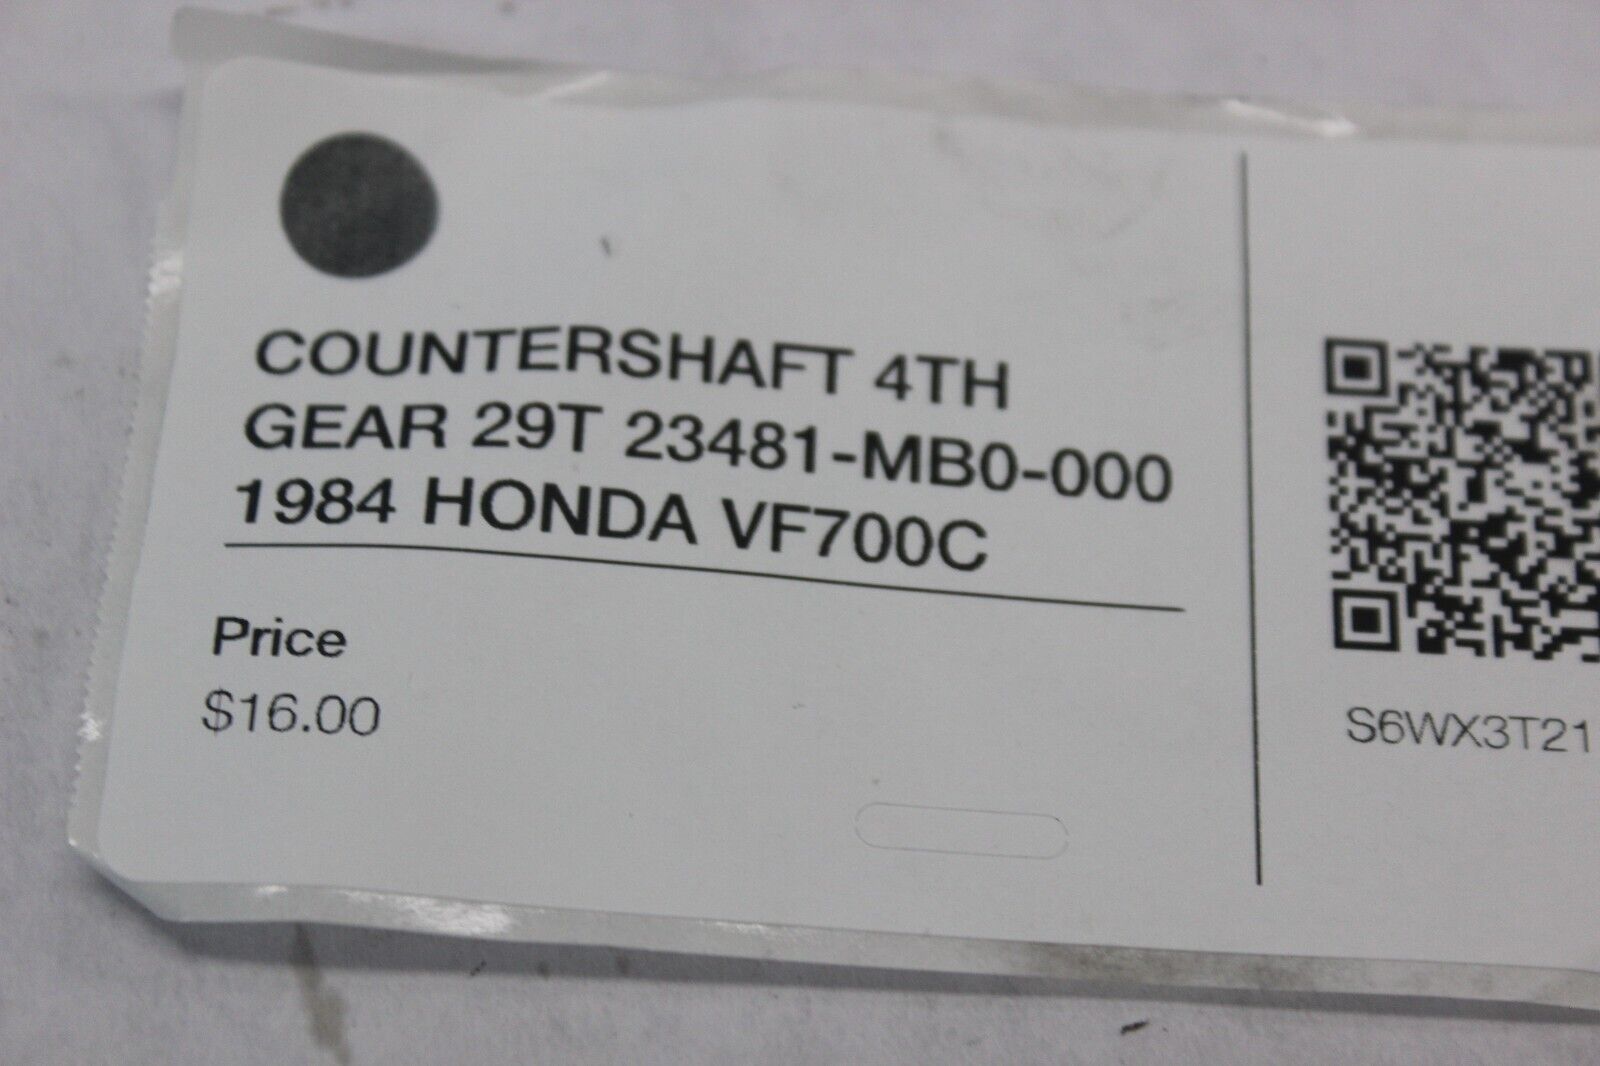 COUNTERSHAFT 4TH
GEAR 29T 23481-MB0-000
1984 HONDA VF700C
Price
$16.00
S6WX3T21